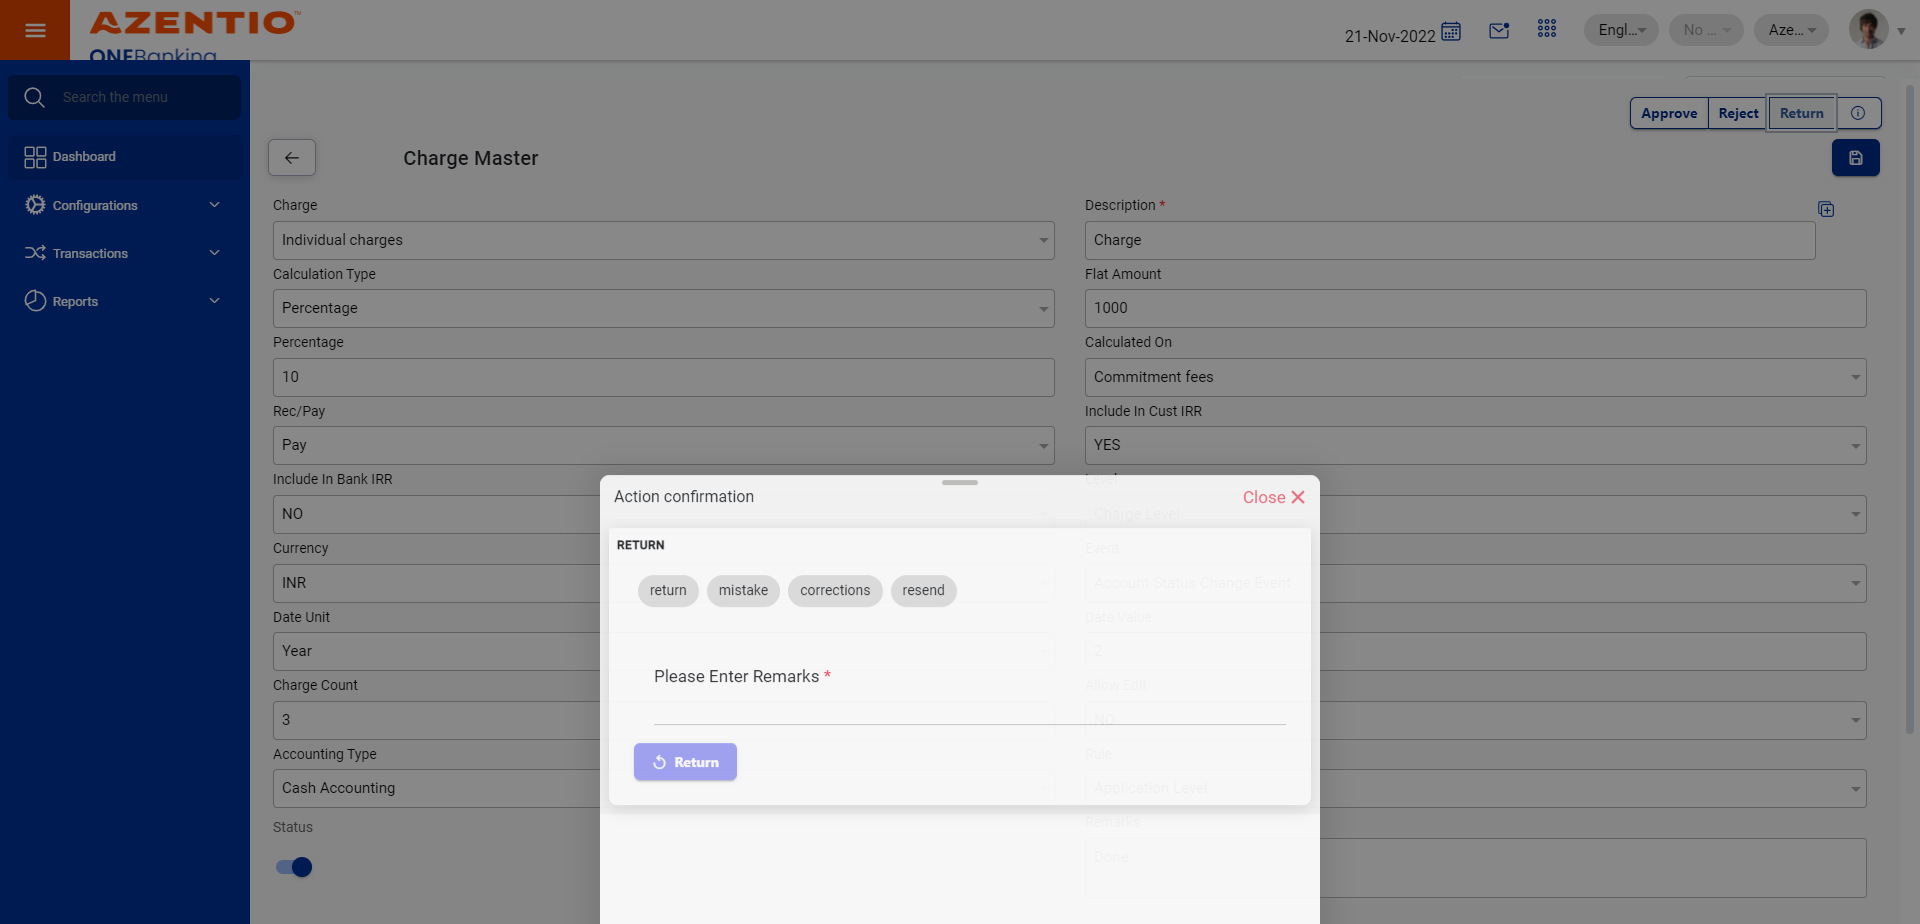 AZENTIO™
ONEBanking
21-Nov-2022
Engl...
No ...
Aze...
Search the menu
Dashboard
Configurations
Transactions
Reports
Approve
Reject
Return
Charge Master
Charge
Individual charges
Description *
Charge
Calculation Type
Percentage
Flat Amount
1000
Percentage
10
Calculated On
Commitment fees
Rec/Pay
Pay
Include In Cust IRR
YES
Include In Bank IRR
NO
Level
Charge Level
Currency
INR
Event
Account Status Change Event
Date Unit
Year
Date Value
2
Charge Count
3
Allow Edit
NO
Accounting Type
Cash Accounting
Rule
Application Level
Status
Remarks
Done
Action confirmation
Close
RETURN
return
mistake
corrections
resend
Please Enter Remarks *
Return